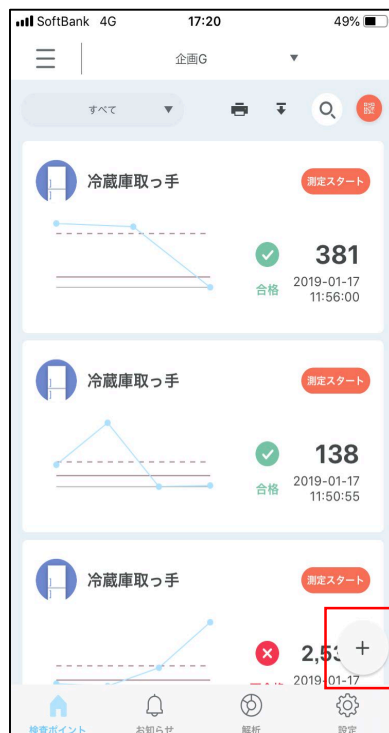 SoftBank 4G 17:20 49%
企画G ▼
すべて ▼
冷蔵庫取っ手 測定スタート
381
合格 2019-01-17
11:56:00
冷蔵庫取っ手 測定スタート
138
合格 2019-01-17
11:50:55
冷蔵庫取っ手 測定スタート
2,53 +
2019-01-17
検査ポイント お知らせ 解析 設定